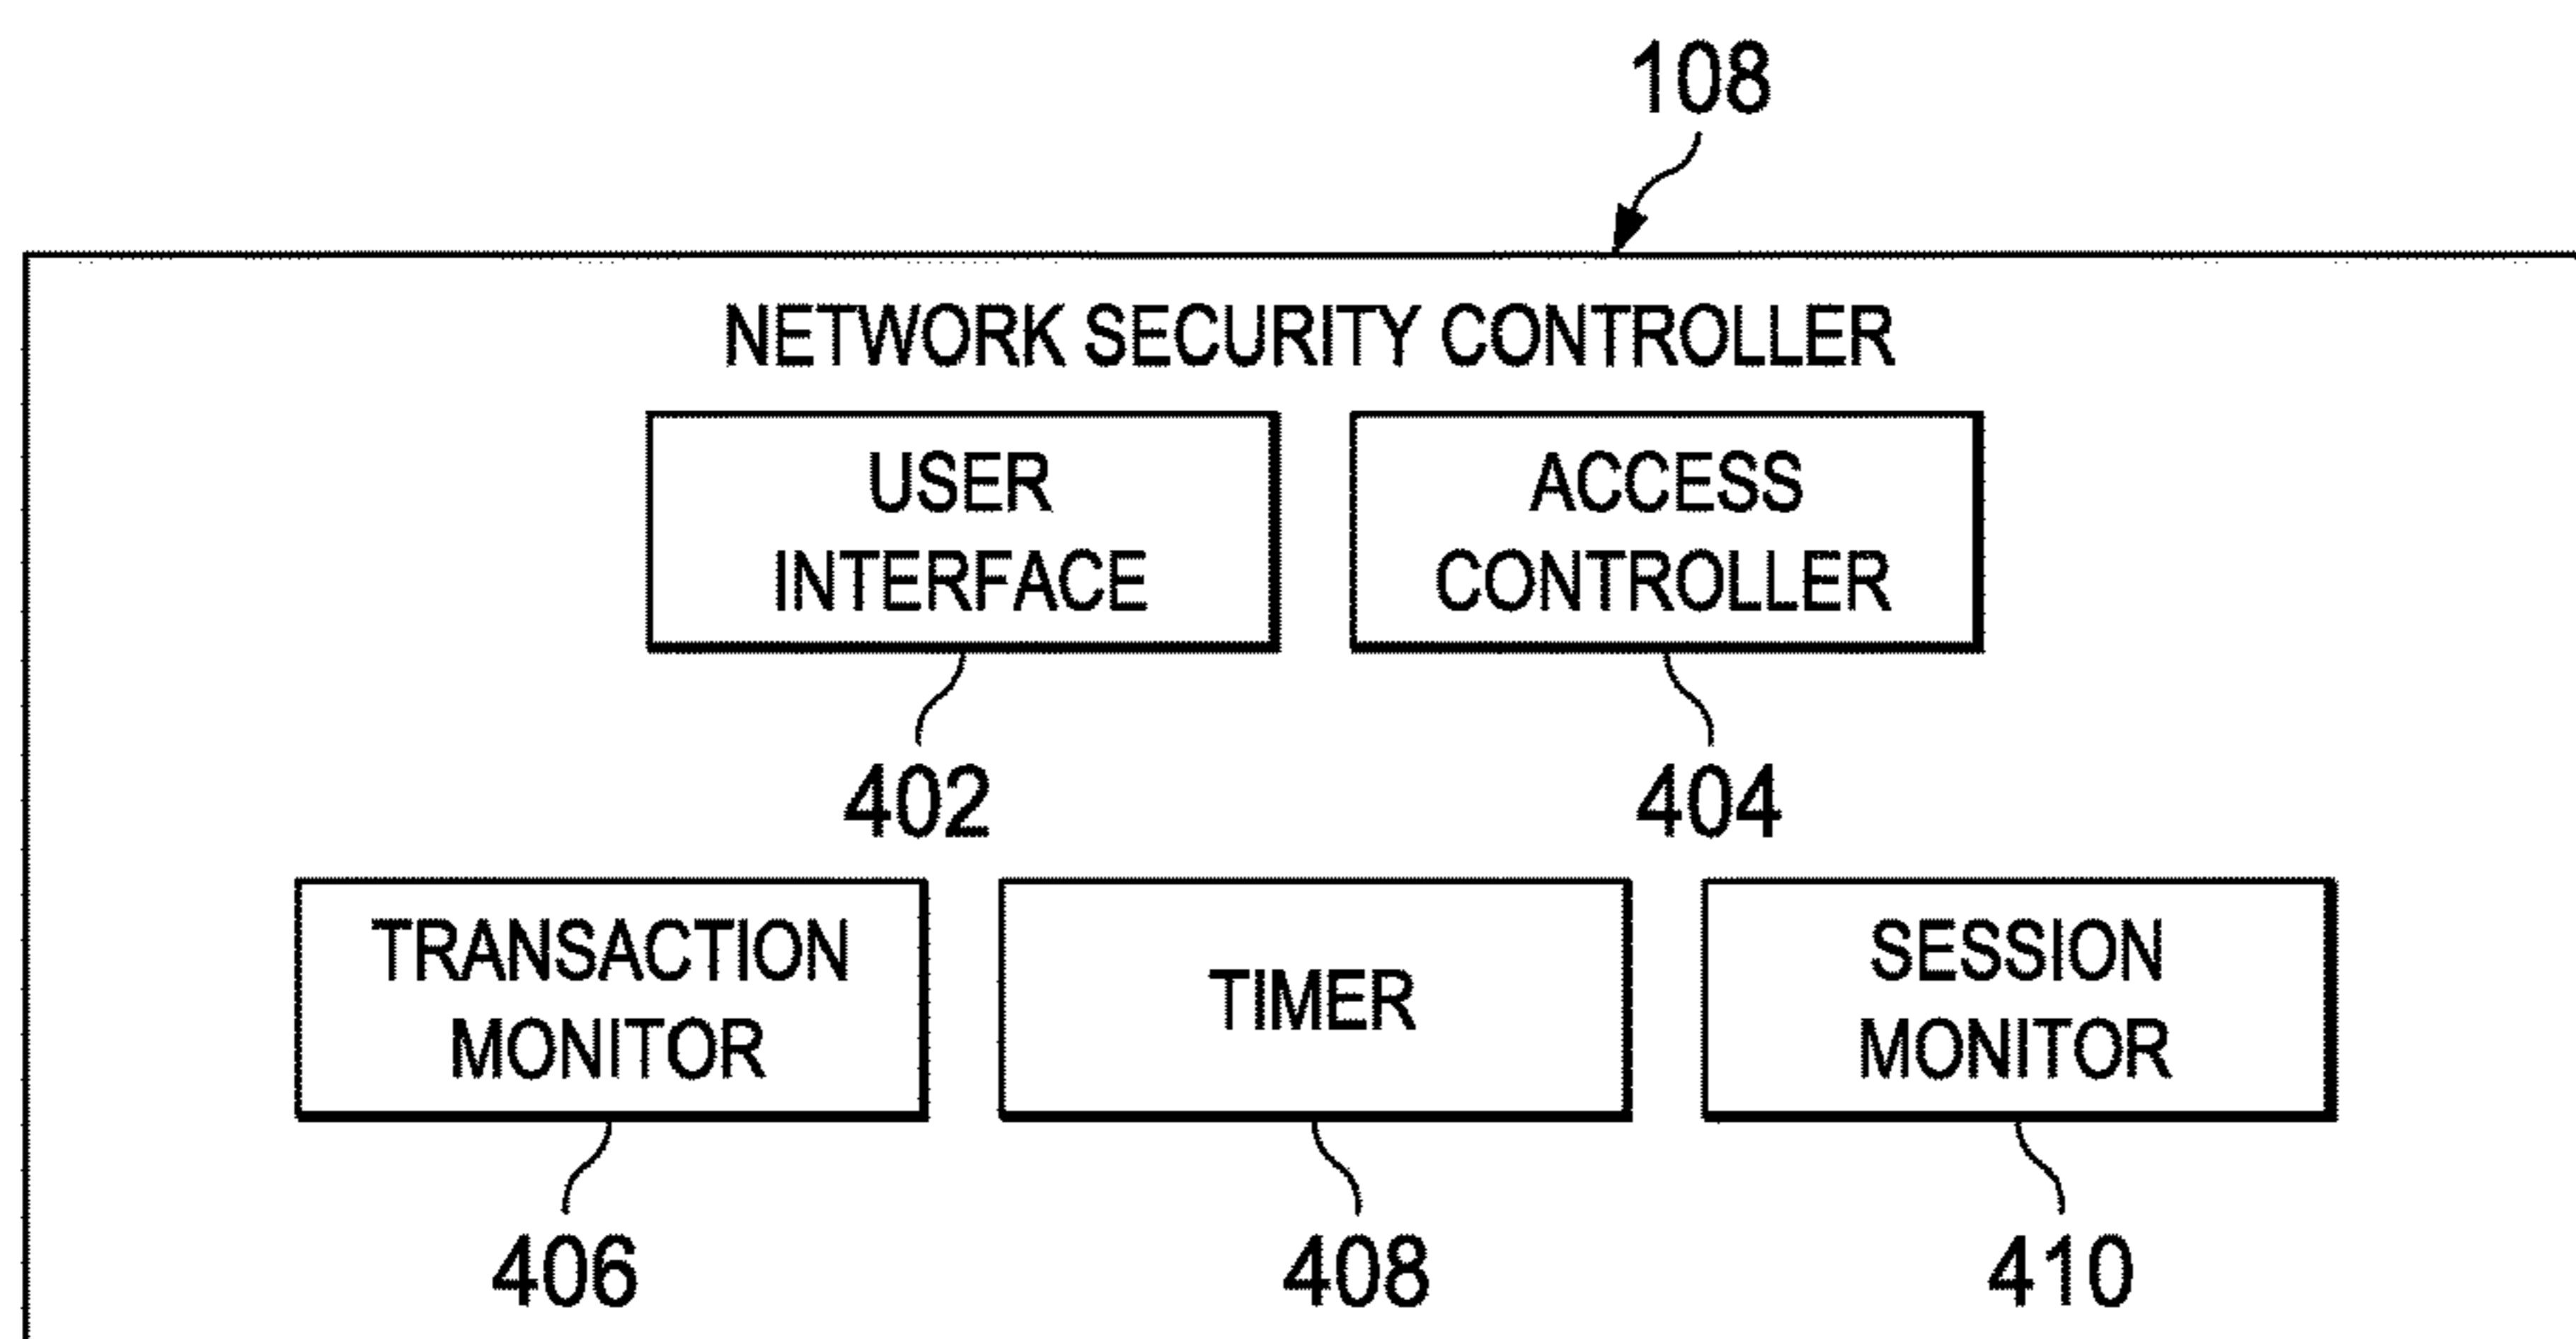 108
NETWORK SECURITY CONTROLLER
USER
INTERFACE
402
ACCESS
CONTROLLER
404
TRANSACTION
MONITOR
406
TIMER
408
SESSION
MONITOR
410